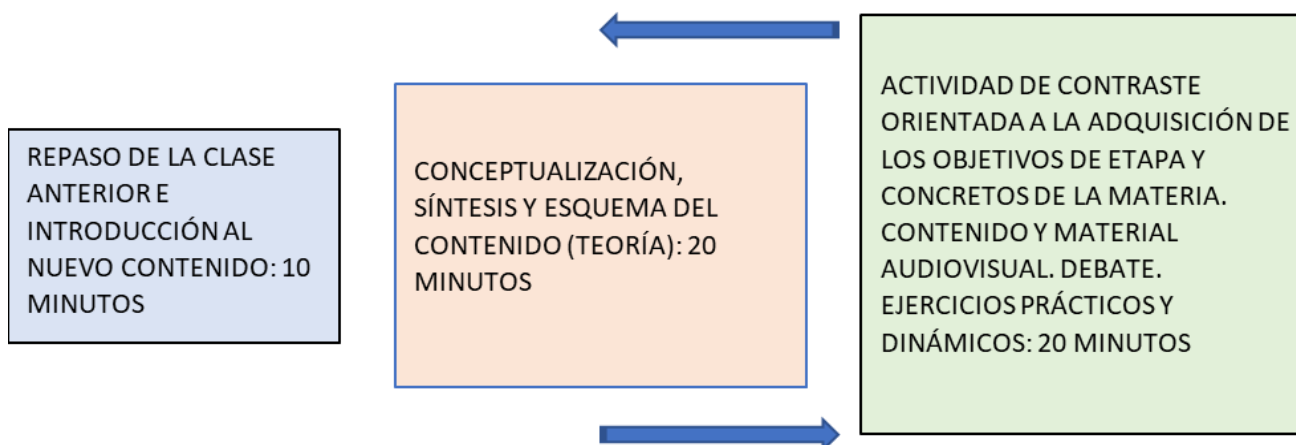 REPASO DE LA CLASE
ANTERIOR E
INTRODUCCIÓN AL
NUEVO CONTENIDO: 10
MINUTOS
CONCEPTUALIZACIÓN,
SÍNTESIS Y ESQUEMA DEL
CONTENIDO (TEORÍA): 20
MINUTOS
ACTIVIDAD DE CONTRASTE
ORIENTADA A LA ADQUISICIÓN DE
LOS OBJETIVOS DE ETAPA Y
CONCRETOS DE LA MATERIA.
CONTENIDO Y MATERIAL
AUDIOVISUAL. DEBATE.
EJERCICIOS PRÁCTICOS Y
DINÁMICOS: 20 MINUTOS